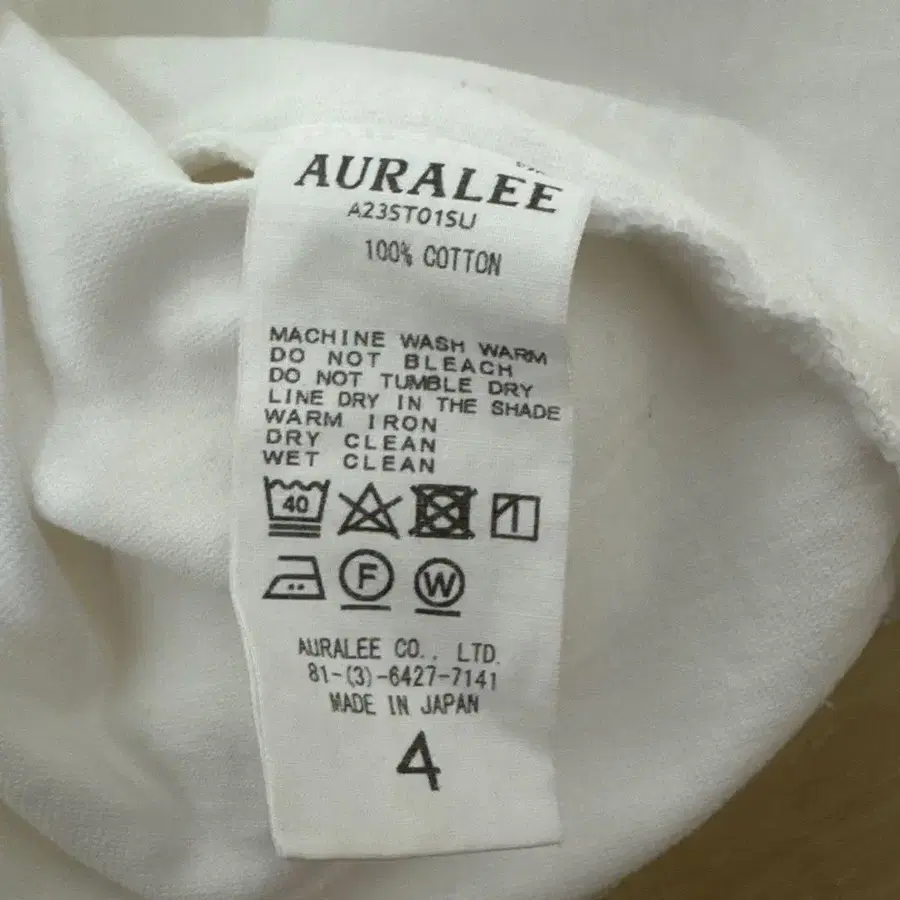 AURALEE
A23ST01SU
100% COTTON
MACHINE WASH WARM
DO NOT BLEACH
DO NOT TUMBLE DRY
LINE DRY IN THE SHADE
WARM IRON
DRY CLEAN
WET CLEAN
40
F W
AURALEE CO., LTD.
81-(3)-6427-7141
MADE IN JAPAN
4